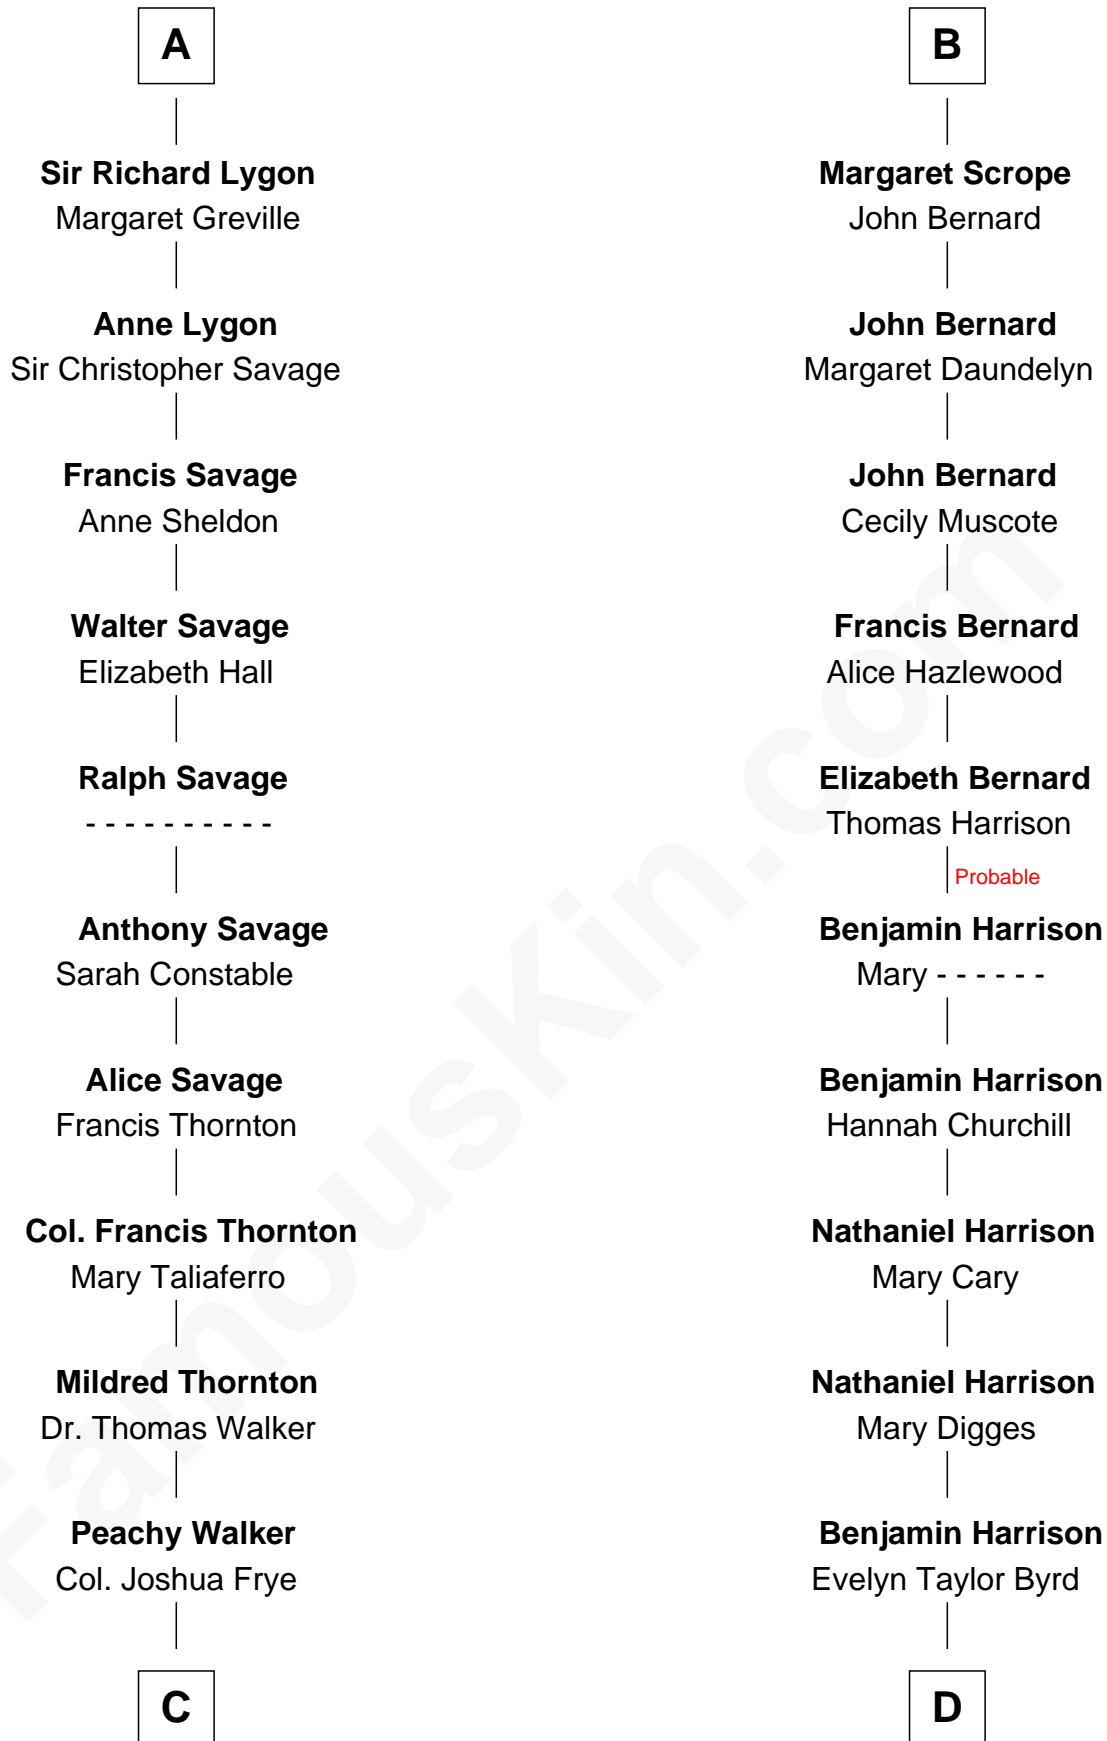 A
Sir Richard Lygon
Margaret Greville
Anne Lygon
Sir Christopher Savage
Francis Savage
Anne Sheldon
Walter Savage
Elizabeth Hall
Ralph Savage
- - - - - - - - - -
Anthony Savage
Sarah Constable
Alice Savage
Francis Thornton
Col. Francis Thornton
Mary Taliaferro
Mildred Thornton
Dr. Thomas Walker
Peachy Walker
Col. Joshua Frye
C
B
Margaret Scrope
John Bernard
John Bernard
Margaret Daundelyn
John Bernard
Cecily Muscote
Francis Bernard
Alice Hazlewood
Elizabeth Bernard
Thomas Harrison
Probable
Benjamin Harrison
Mary - - - - - -
Benjamin Harrison
Hannah Churchill
Nathaniel Harrison
Mary Cary
Nathaniel Harrison
Mary Digges
Benjamin Harrison
Evelyn Taylor Byrd
D
FamousKin.com